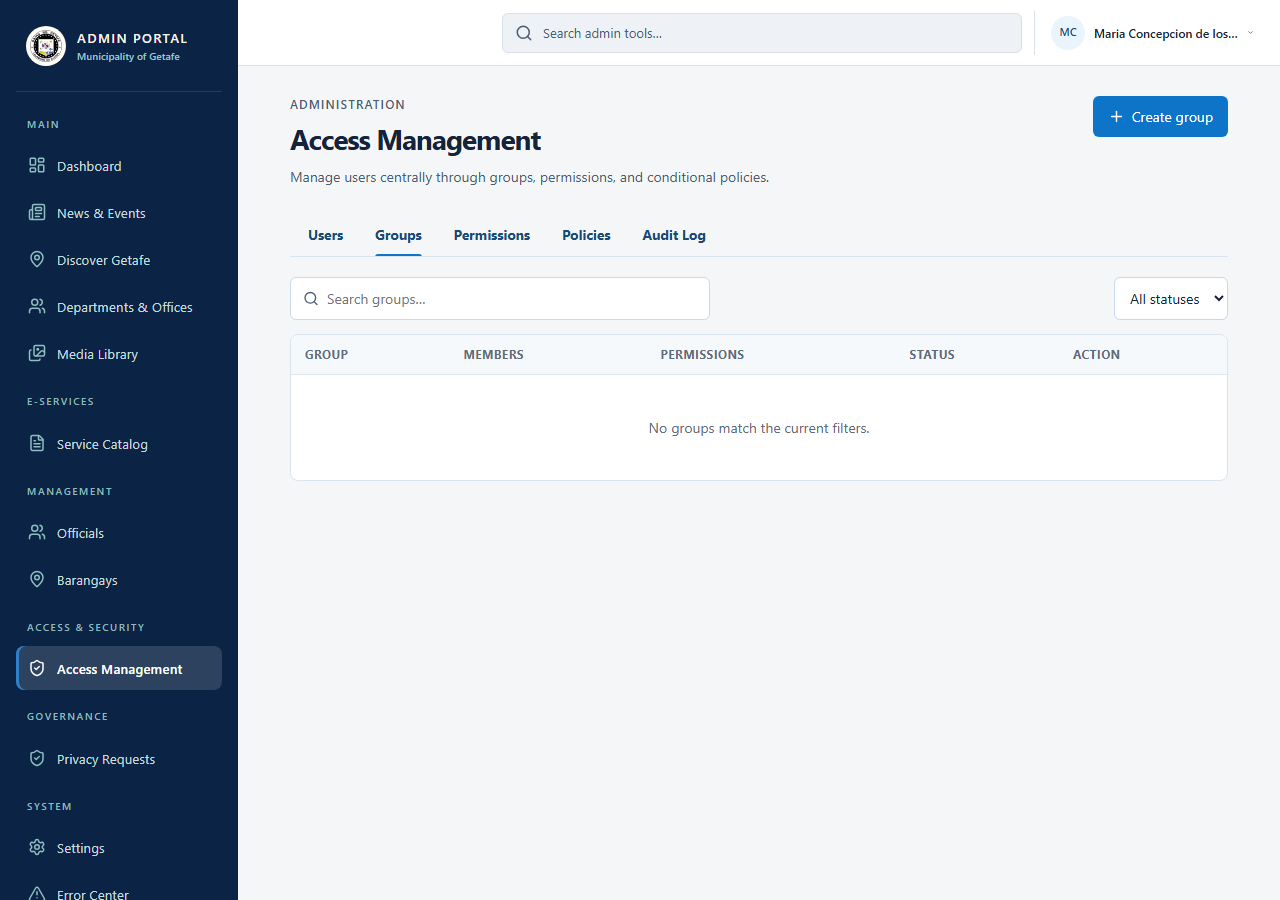 ADMIN PORTAL
Municipality of Getafe
MAIN
Dashboard
News & Events
Discover Getafe
Departments & Offices
Media Library
E-SERVICES
Service Catalog
MANAGEMENT
Officials
Barangays
ACCESS & SECURITY
Access Management
GOVERNANCE
Privacy Requests
SYSTEM
Settings
Error Center
Search admin tools...
MC
Maria Concepcion de los...
ADMINISTRATION
Access Management
Manage users centrally through groups, permissions, and conditional policies.
Create group
Users Groups Permissions Policies Audit Log
Search groups...
All statuses
GROUP MEMBERS PERMISSIONS STATUS ACTION
No groups match the current filters.